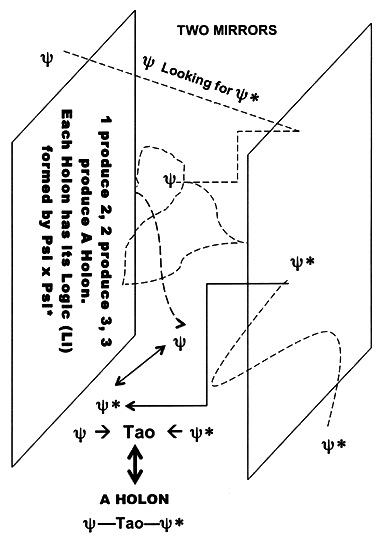 TWO MIRRORS
ψ
ψ Looking for ψ*
1 produce 2, 2 produce 3, 3
produce A Holon.
Each Holon has its Logic (Li)
formed by Psi x Psi*
ψ
ψ*
ψ
ψ*
ψ → Tao ← ψ*
ψ*
A HOLON
ψ—Tao—ψ*